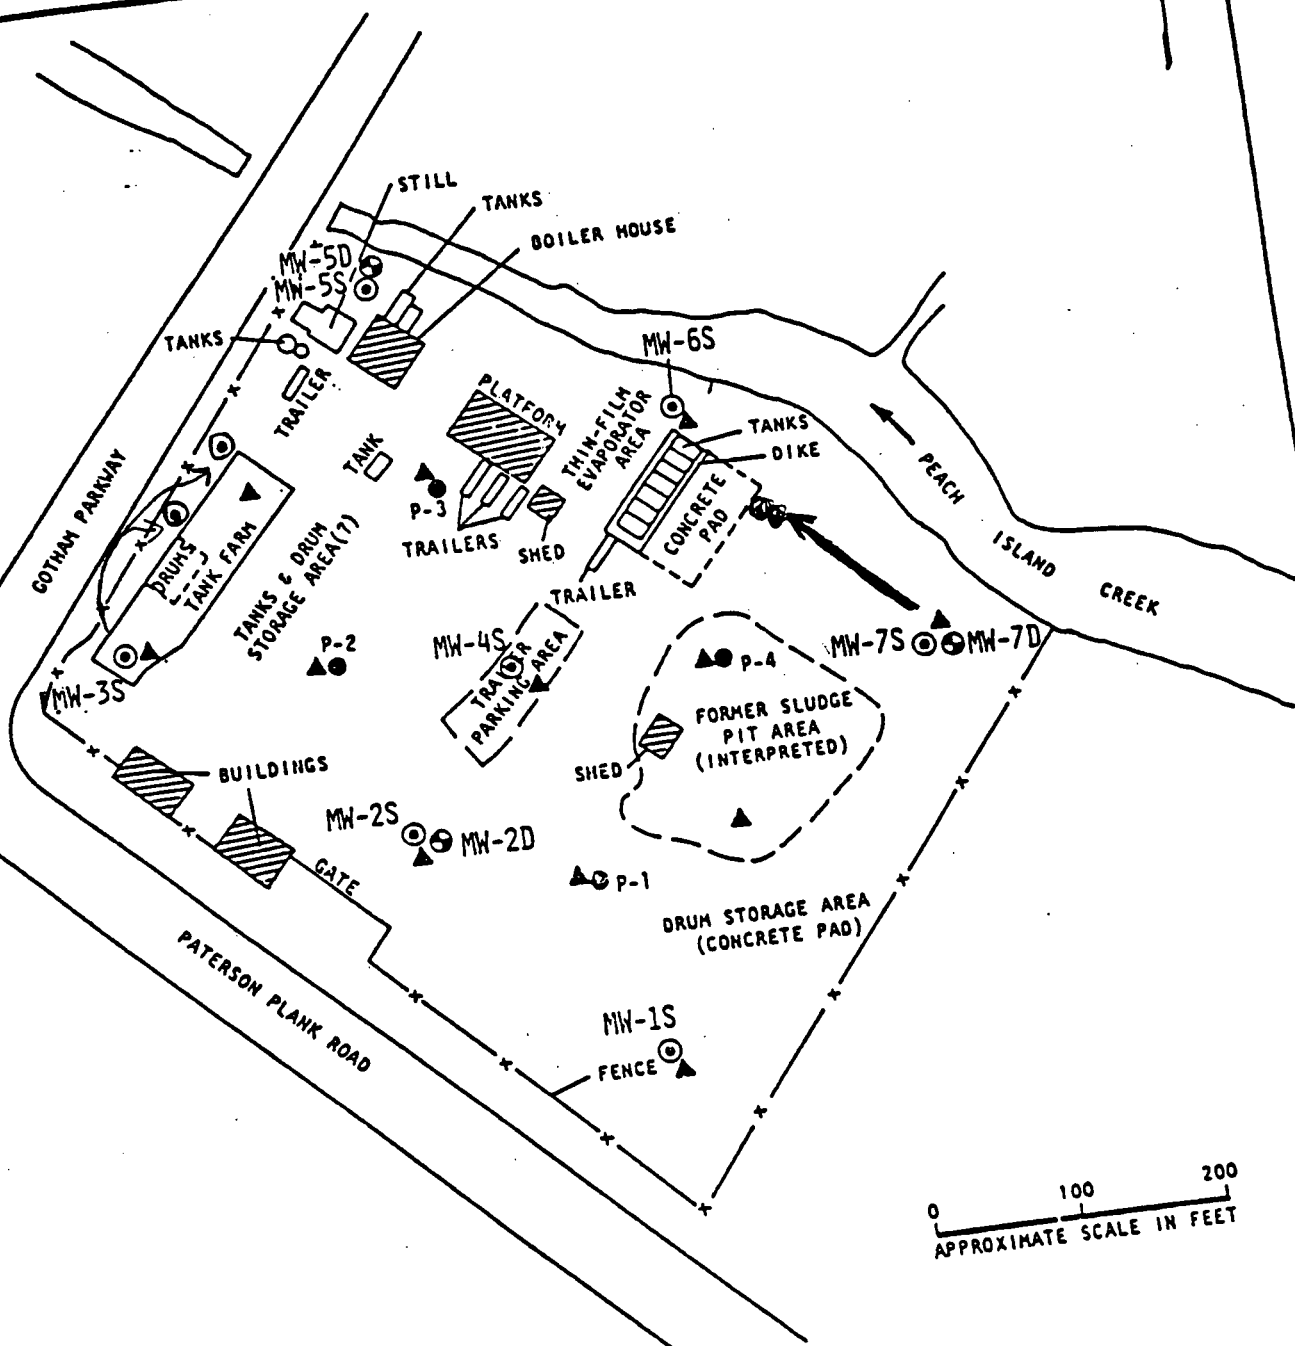 STILL
TANKS
BOILER HOUSE
MW-5D
MW-5S
TANKS
TRAILER
MW-6S
PLATFORM
THIN-FILM
EVAPORATOR
AREA
TANKS
DIKE
TANK
P-3
TRAILERS
SHED
CONCRETE
PAD
PEACH ISLAND CREEK
GOTHAM PARKWAY
DRUMS
TANK FARM
TANKS & DRUM
STORAGE AREA(?)
TRAILER
P-2
MW-4S
TRAILER
PARKING AREA
P-4
MW-7S
MW-7D
MW-3S
FORMER SLUDGE
PIT AREA
(INTERPRETED)
SHED
BUILDINGS
MW-2S
MW-2D
GATE
P-1
DRUM STORAGE AREA
(CONCRETE PAD)
PATERSON PLANK ROAD
MW-1S
FENCE
0 100 200
APPROXIMATE SCALE IN FEET